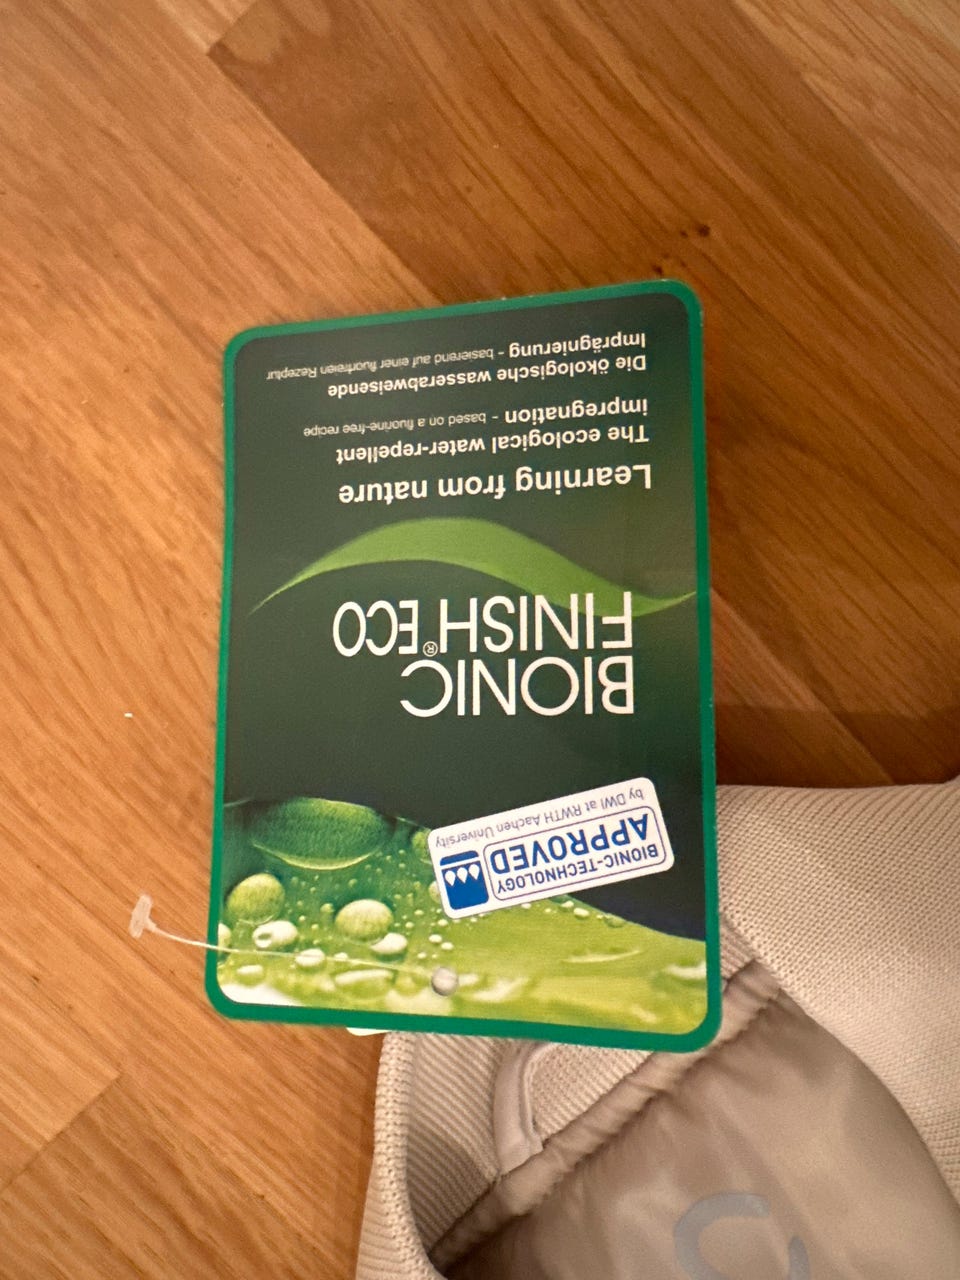 BIONIC-TECHNOLOGY
APPROVED
by DWI at RWTH Aachen University
BIONIC
FINISH®ECO
Learning from nature
The ecological water-repellent
impregnation - based on a fluorine-free recipe
Die ökologische wasserabweisende
Imprägnierung - basierend auf einer fluorfreien Rezeptur